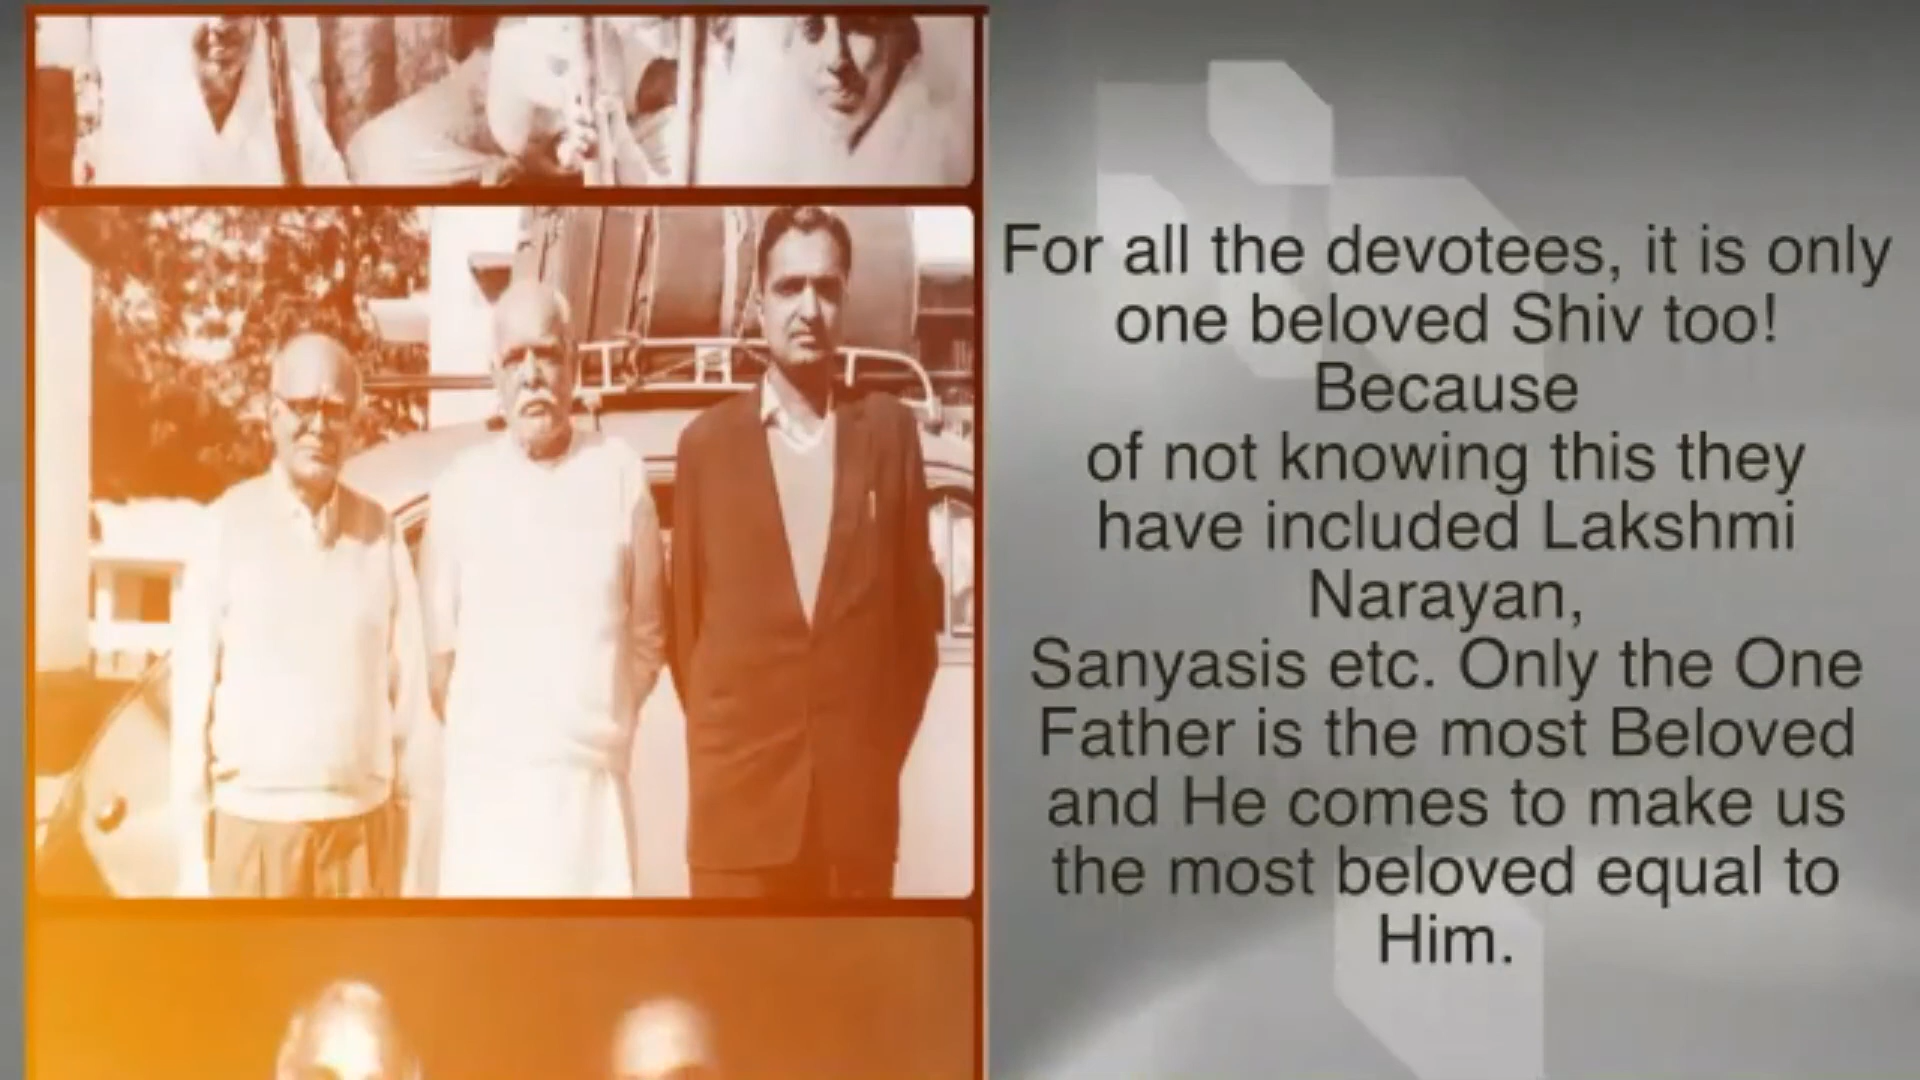 For all the devotees, it is only
one beloved Shiv too!
Because
of not knowing this they
have included Lakshmi
Narayan,
Sanyasis etc. Only the One
Father is the most Beloved
and He comes to make us
the most beloved equal to
Him.